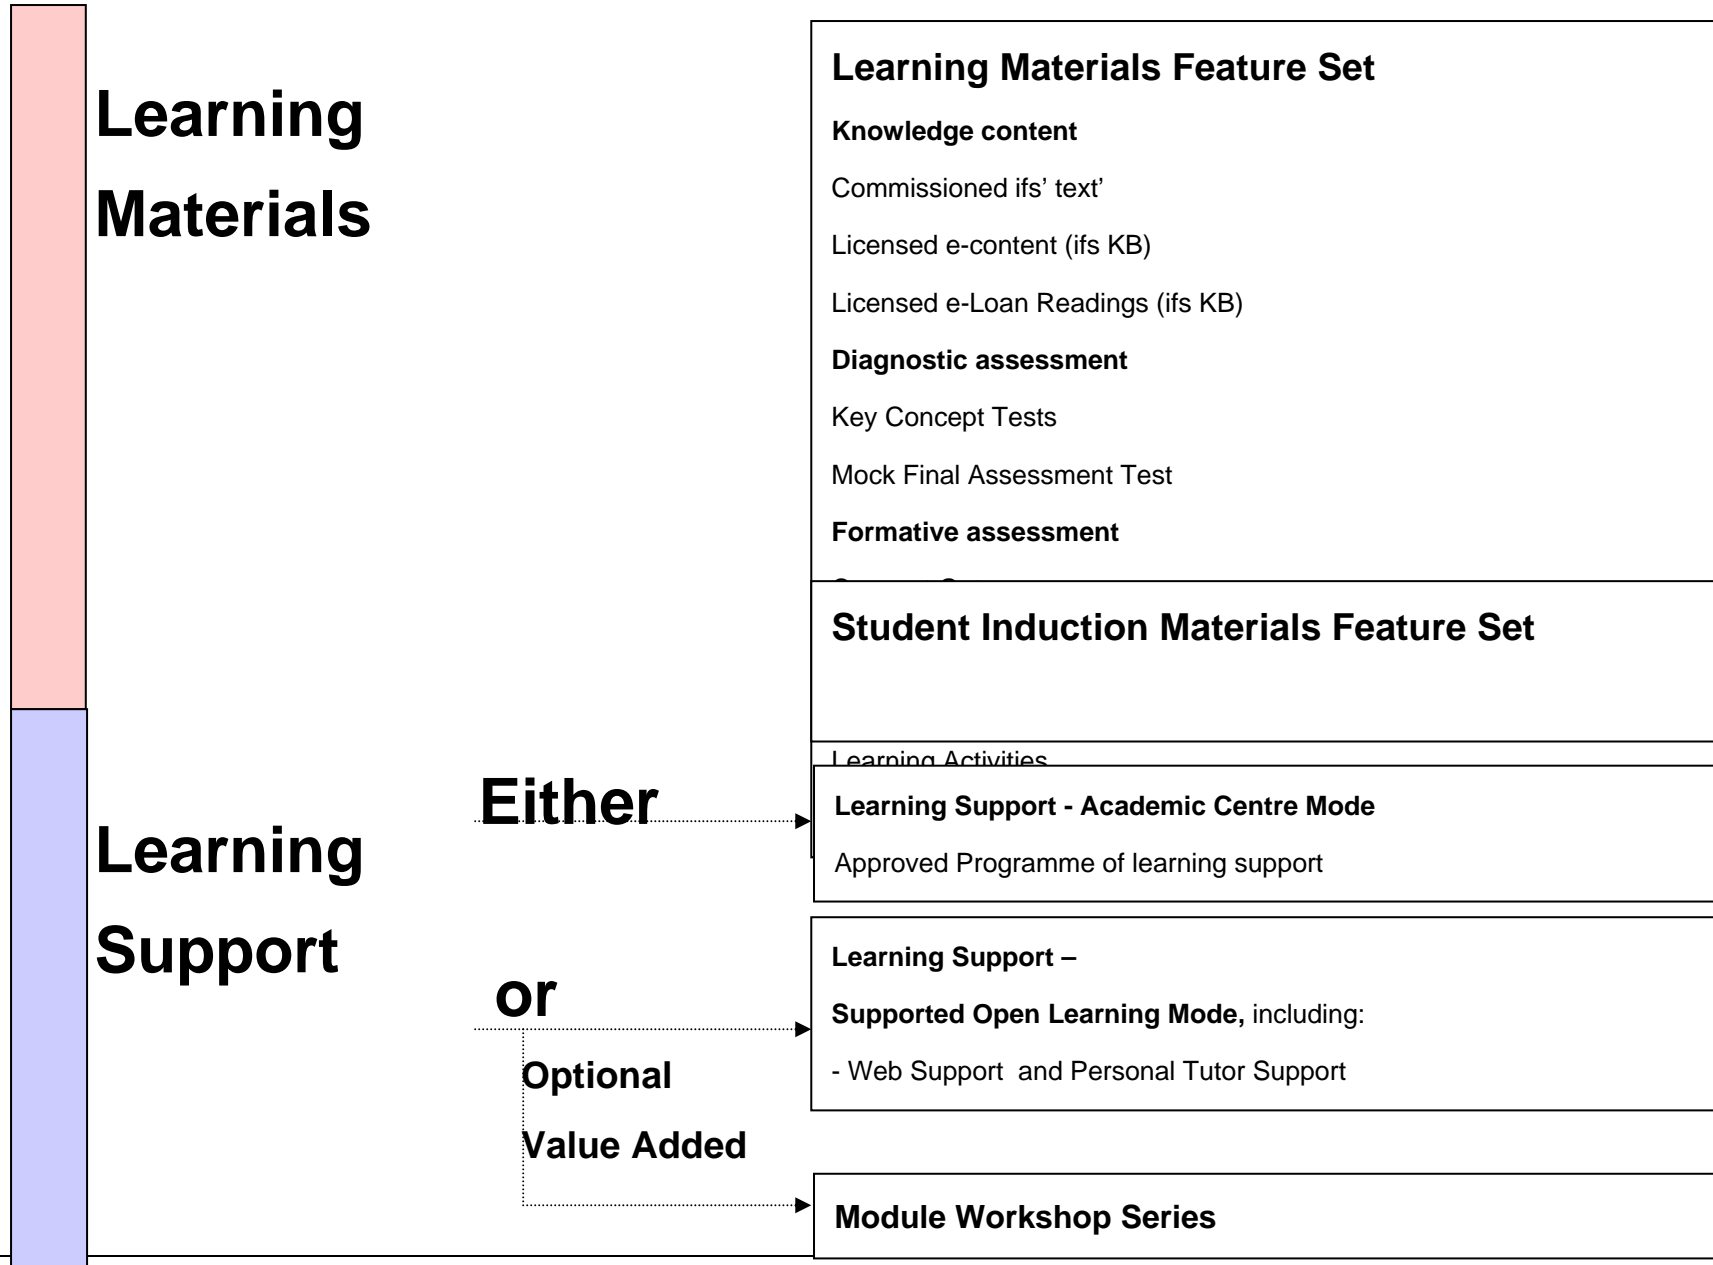 Learning
Materials
Learning Materials Feature Set
Knowledge content
Commissioned ifs’ text’
Licensed e-content (ifs KB)
Licensed e-Loan Readings (ifs KB)
Diagnostic assessment
Key Concept Tests
Mock Final Assessment Test
Formative assessment
Student Induction Materials Feature Set
Learning Activities
Learning
Support
Either
Learning Support - Academic Centre Mode
Approved Programme of learning support
or
Learning Support –
Supported Open Learning Mode, including:
- Web Support and Personal Tutor Support
Optional
Value Added
Module Workshop Series